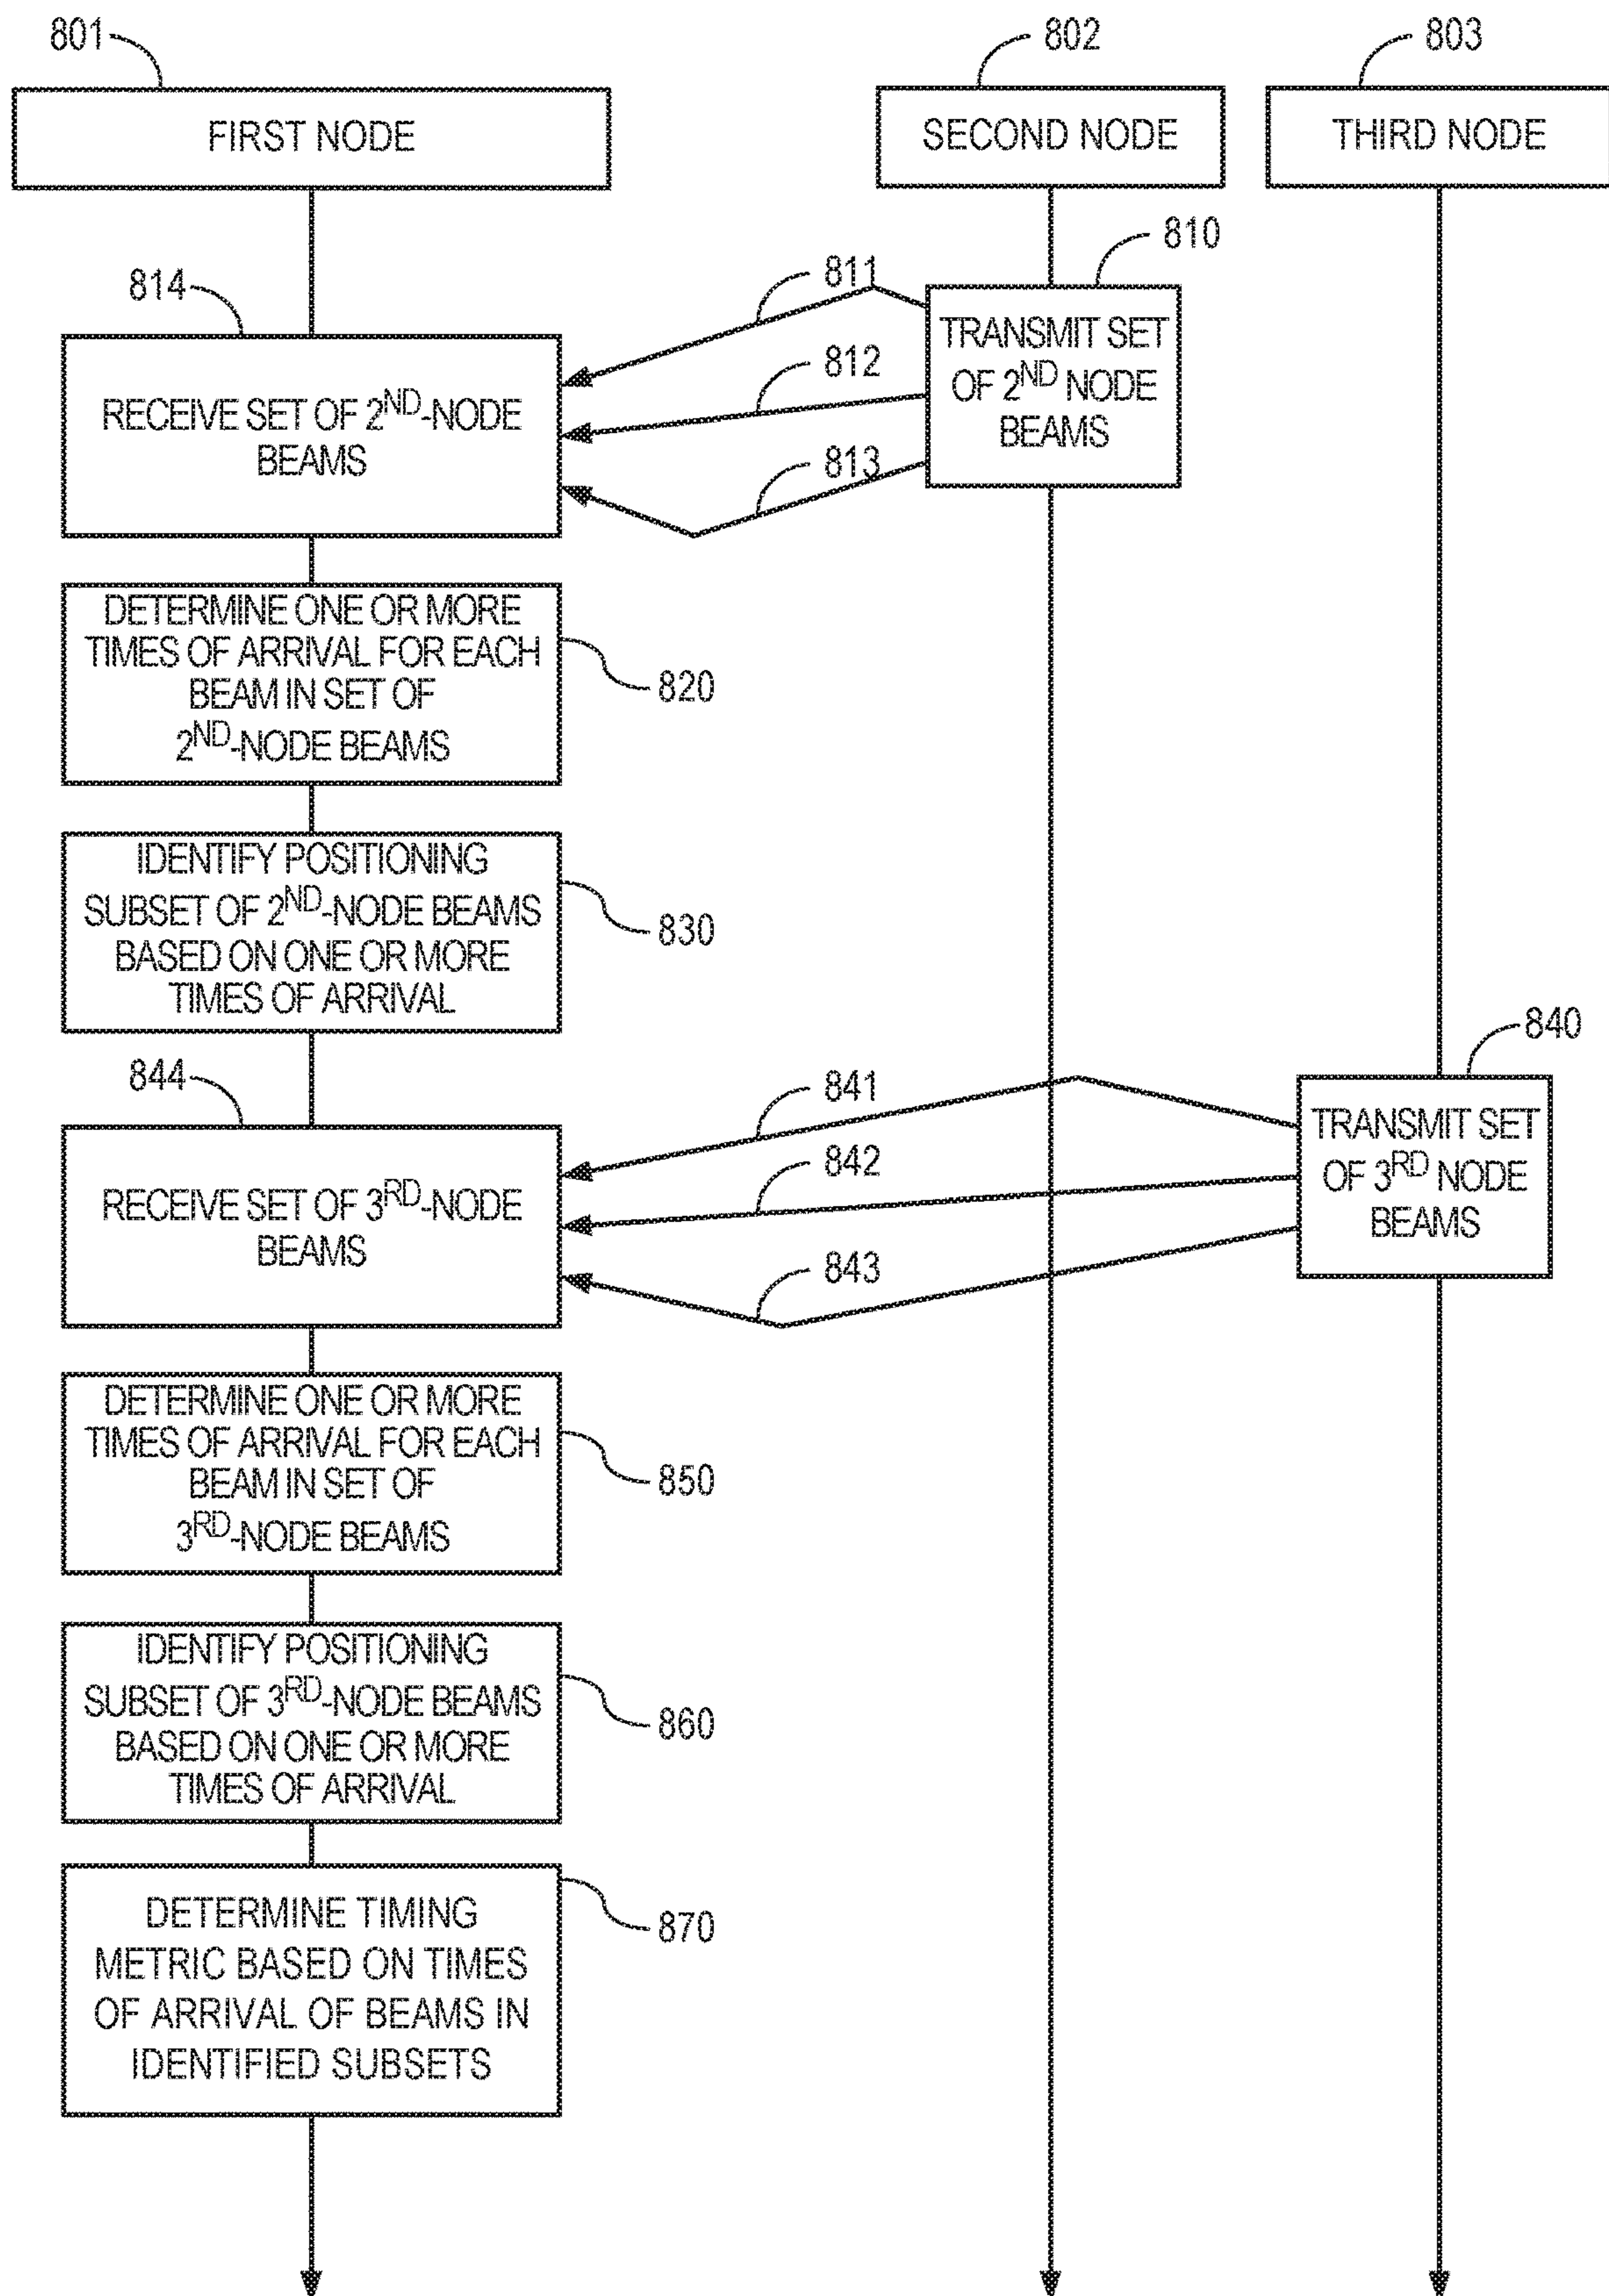 801
802
803
FIRST NODE
SECOND NODE
THIRD NODE
810
814
811
TRANSMIT SET
OF 2ND NODE
BEAMS
812
RECEIVE SET OF 2ND-NODE
BEAMS
813
DETERMINE ONE OR MORE
TIMES OF ARRIVAL FOR EACH
BEAM IN SET OF
2ND-NODE BEAMS
820
IDENTIFY POSITIONING
SUBSET OF 2ND-NODE BEAMS
BASED ON ONE OR MORE
TIMES OF ARRIVAL
830
840
844
841
TRANSMIT SET
OF 3RD NODE
BEAMS
842
RECEIVE SET OF 3RD-NODE
BEAMS
843
DETERMINE ONE OR MORE
TIMES OF ARRIVAL FOR EACH
BEAM IN SET OF
3RD-NODE BEAMS
850
IDENTIFY POSITIONING
SUBSET OF 3RD-NODE BEAMS
BASED ON ONE OR MORE
TIMES OF ARRIVAL
860
DETERMINE TIMING
METRIC BASED ON TIMES
OF ARRIVAL OF BEAMS IN
IDENTIFIED SUBSETS
870